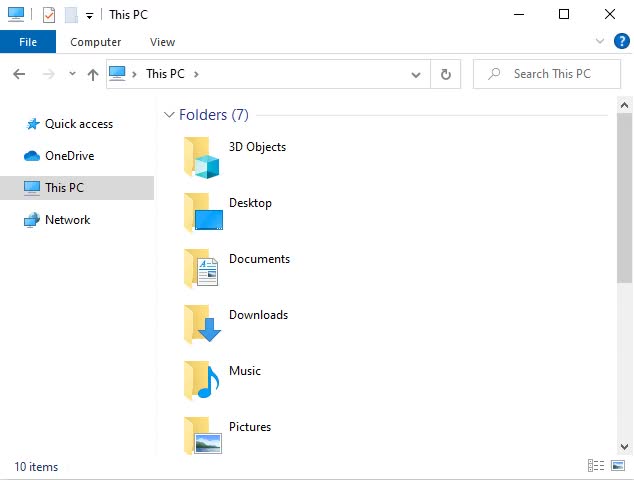 This PC
File Computer View
This PC
Search This PC
Quick access
OneDrive
This PC
Network
Folders (7)
3D Objects
Desktop
Documents
Downloads
Music
Pictures
10 items